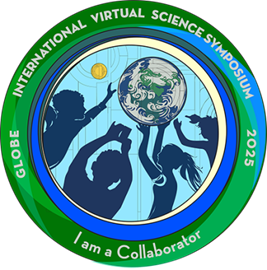 GLOBE INTERNATIONAL VIRTUAL SCIENCE SYMPOSIUM 2025
I am a Collaborator